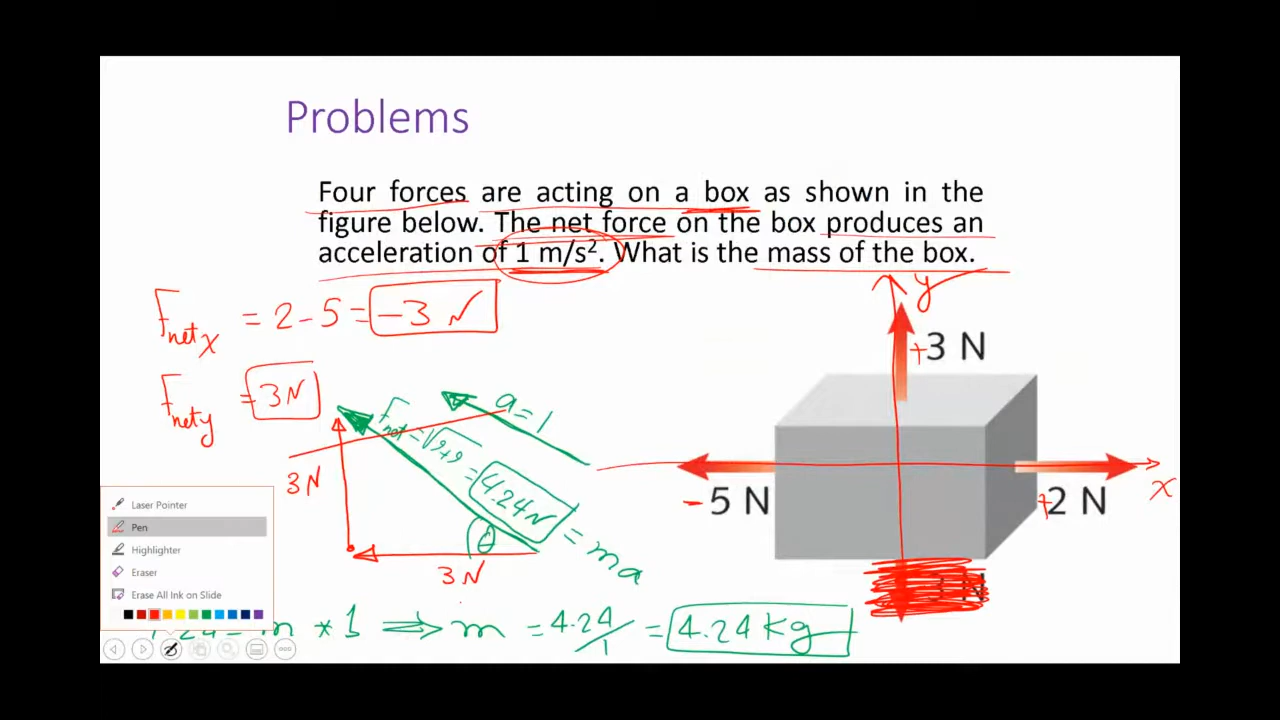 Problems
Four forces are acting on a box as shown in the
figure below. The net force on the box produces an
acceleration of 1 m/s². What is the mass of the box.
Fnetx = 2 - 5 = -3 N
y
+3 N
Fnety = 3N
a = 1
Fnet = √9+9 = 4.24N = ma
3 N
θ
3N
-5 N
+2 N
x
Laser Pointer
Pen
Highlighter
Eraser
Erase All Ink on Slide
m * 1 ⟹ m = 4.24/1 = 4.24 Kg